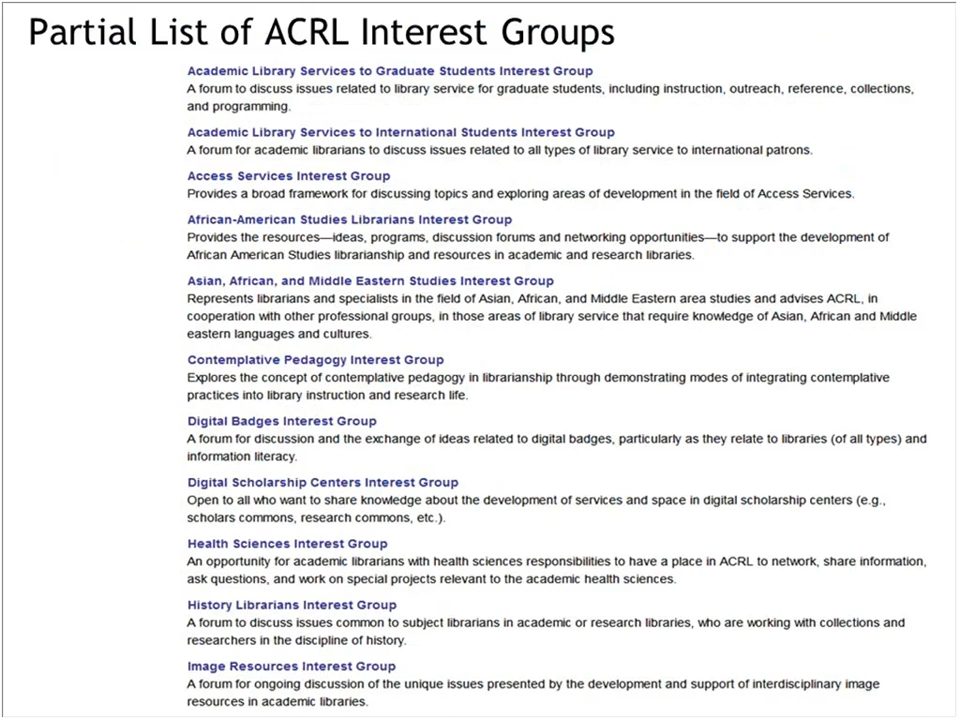 Partial List of ACRL Interest Groups
Academic Library Services to Graduate Students Interest Group
A forum to discuss issues related to library service for graduate students, including instruction, outreach, reference, collections,
and programming.
Academic Library Services to International Students Interest Group
A forum for academic librarians to discuss issues related to all types of library service to international patrons.
Access Services Interest Group
Provides a broad framework for discussing topics and exploring areas of development in the field of Access Services.
African-American Studies Librarians Interest Group
Provides the resources—ideas, programs, discussion forums and networking opportunities—to support the development of
African American Studies librarianship and resources in academic and research libraries.
Asian, African, and Middle Eastern Studies Interest Group
Represents librarians and specialists in the field of Asian, African, and Middle Eastern area studies and advises ACRL, in
cooperation with other professional groups, in those areas of library service that require knowledge of Asian, African and Middle
eastern languages and cultures.
Contemplative Pedagogy Interest Group
Explores the concept of contemplative pedagogy in librarianship through demonstrating modes of integrating contemplative
practices into library instruction and research life.
Digital Badges Interest Group
A forum for discussion and the exchange of ideas related to digital badges, particularly as they relate to libraries (of all types) and
information literacy.
Digital Scholarship Centers Interest Group
Open to all who want to share knowledge about the development of services and space in digital scholarship centers (e.g.,
scholars commons, research commons, etc.).
Health Sciences Interest Group
An opportunity for academic librarians with health sciences responsibilities to have a place in ACRL to network, share information,
ask questions, and work on special projects relevant to the academic health sciences.
History Librarians Interest Group
A forum to discuss issues common to subject librarians in academic or research libraries, who are working with collections and
researchers in the discipline of history.
Image Resources Interest Group
A forum for ongoing discussion of the unique issues presented by the development and support of interdisciplinary image
resources in academic libraries.